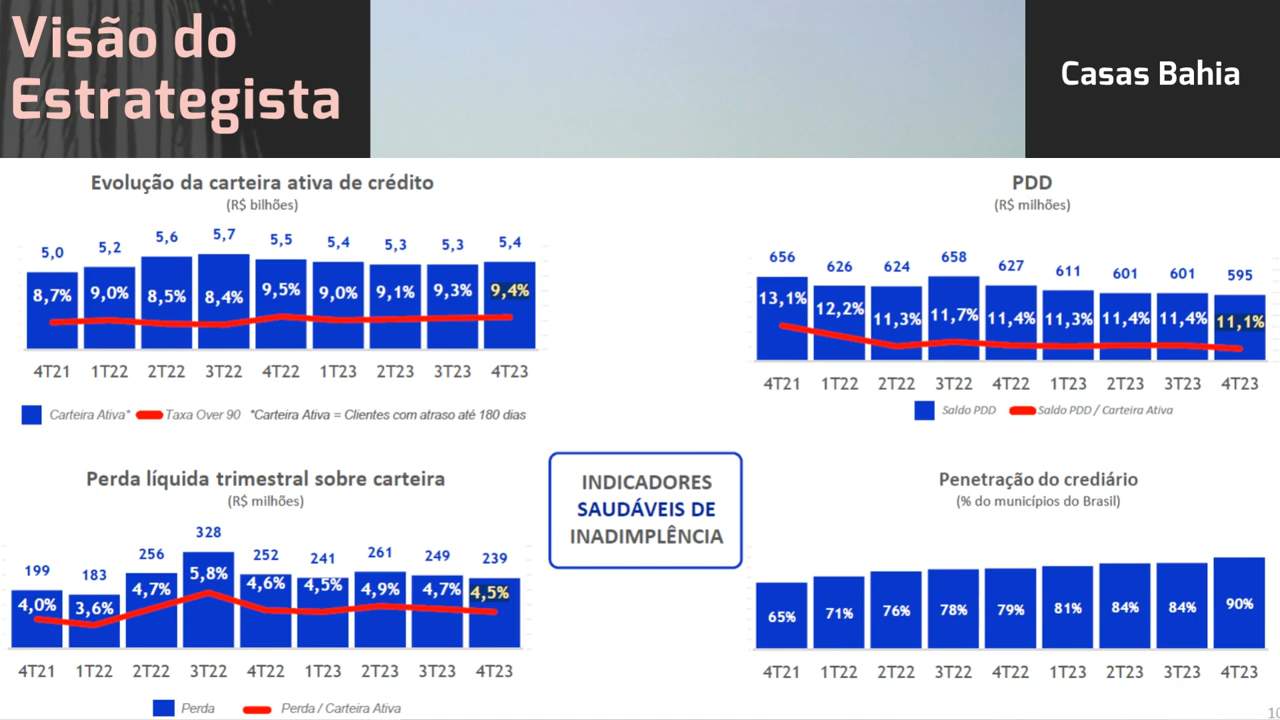 Visão do
Estrategista
Casas Bahia
Evolução da carteira ativa de crédito
(R$ bilhões)
5,0 5,2 5,6 5,7 5,5 5,4 5,3 5,3 5,4
8,7% 9,0% 8,5% 8,4% 9,5% 9,0% 9,1% 9,3% 9,4%
4T21 1T22 2T22 3T22 4T22 1T23 2T23 3T23 4T23
Carteira Ativa* Taxa Over 90 *Carteira Ativa = Clientes com atraso até 180 dias
PDD
(R$ milhões)
656 626 624 658 627 611 601 601 595
13,1% 12,2% 11,3% 11,7% 11,4% 11,3% 11,4% 11,4% 11,1%
4T21 1T22 2T22 3T22 4T22 1T23 2T23 3T23 4T23
Saldo PDD Saldo PDD / Carteira Ativa
Perda líquida trimestral sobre carteira
(R$ milhões)
199 183 256 328 252 241 261 249 239
4,0% 3,6% 4,7% 5,8% 4,6% 4,5% 4,9% 4,7% 4,5%
4T21 1T22 2T22 3T22 4T22 1T23 2T23 3T23 4T23
Perda Perda / Carteira Ativa
INDICADORES
SAUDÁVEIS DE
INADIMPLÊNCIA
Penetração do crediário
(% do municípios do Brasil)
65% 71% 76% 78% 79% 81% 84% 84% 90%
4T21 1T22 2T22 3T22 4T22 1T23 2T23 3T23 4T23